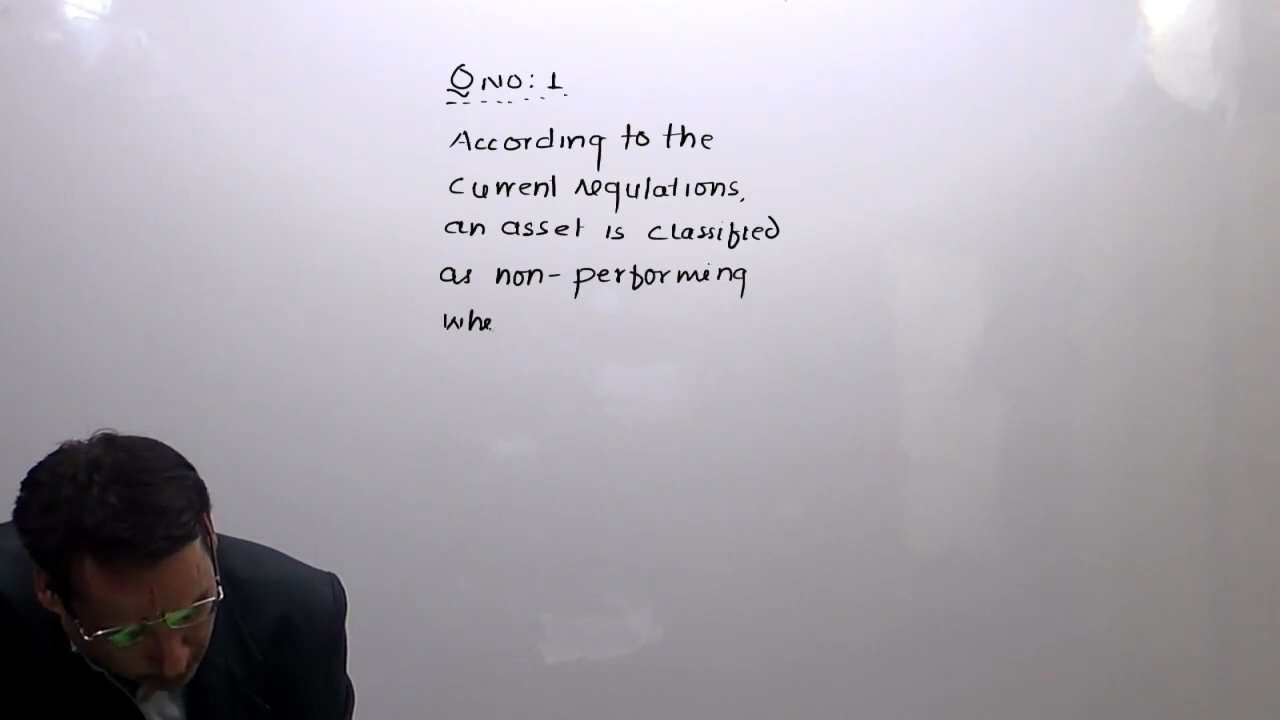 Q NO: 1
According to the
current regulations,
an asset is classified
as non-performing
whe